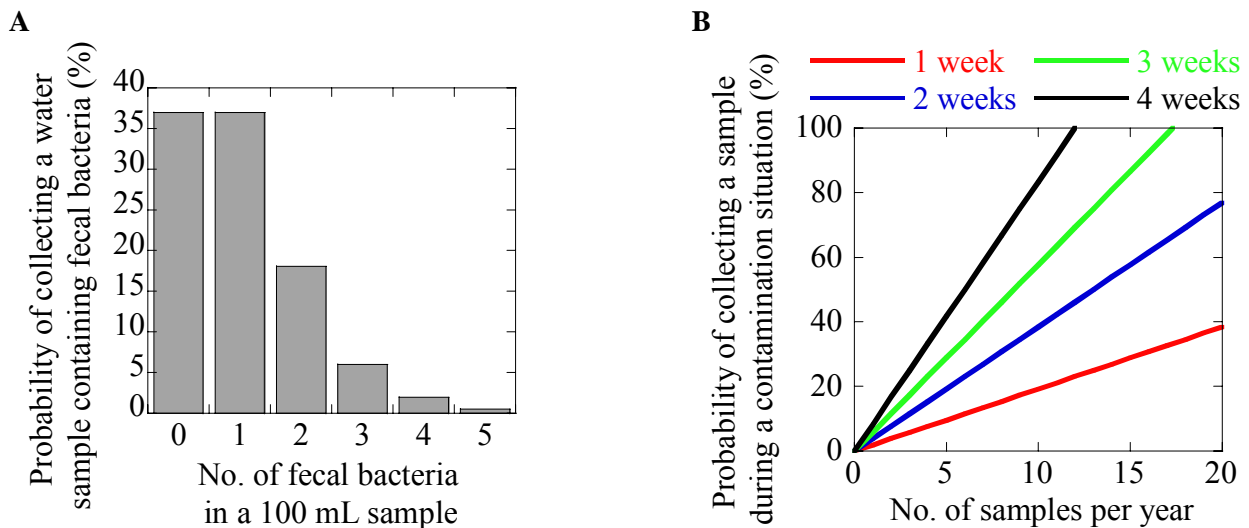 A
Probability of collecting a water
sample containing fecal bacteria (%)
40
35
30
25
20
15
10
5
0
0 1 2 3 4 5
No. of fecal bacteria
in a 100 mL sample
B
1 week
3 weeks
2 weeks
4 weeks
Probability of collecting a sample
during a contamination situation (%)
100
80
60
40
20
0
0 5 10 15 20
No. of samples per year